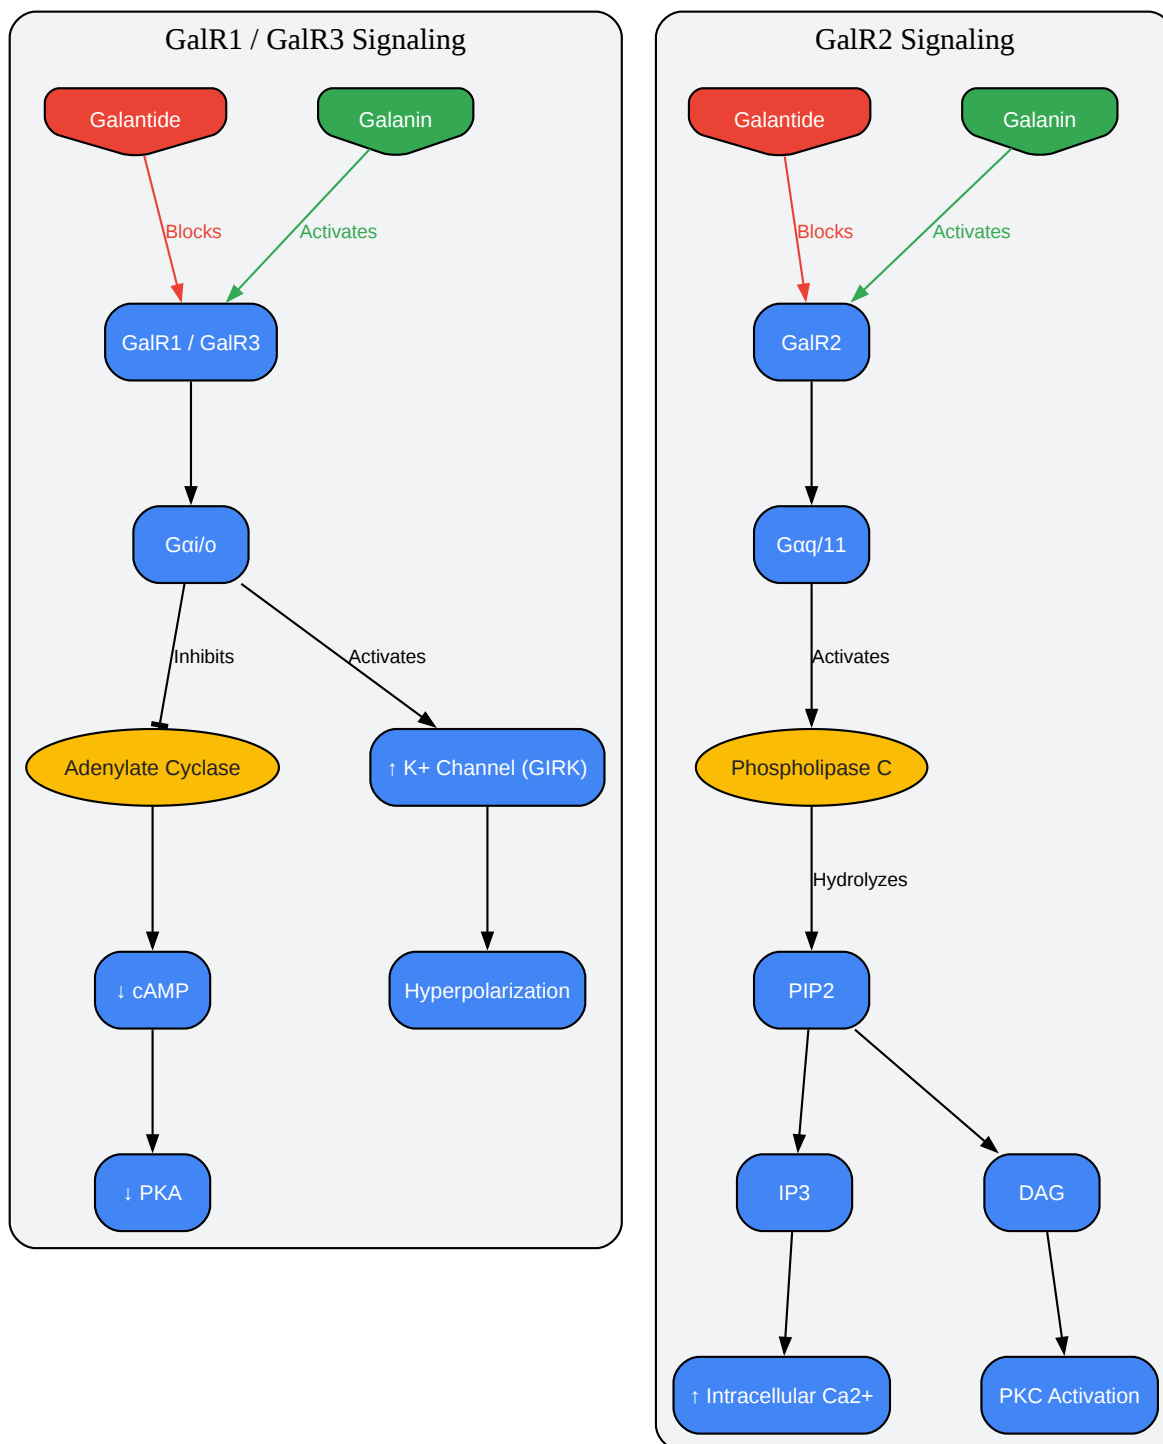 GalR1 / GalR3 Signaling
Galantide
Galanin
Blocks
Activates
GalR1 / GalR3
Gαi/o
Inhibits
Activates
Adenylate Cyclase
↑ K+ Channel (GIRK)
↓ cAMP
Hyperpolarization
↓ PKA
GalR2 Signaling
Galantide
Galanin
Blocks
Activates
GalR2
Gαq/11
Activates
Phospholipase C
Hydrolyzes
PIP2
IP3
DAG
↑ Intracellular Ca2+
PKC Activation